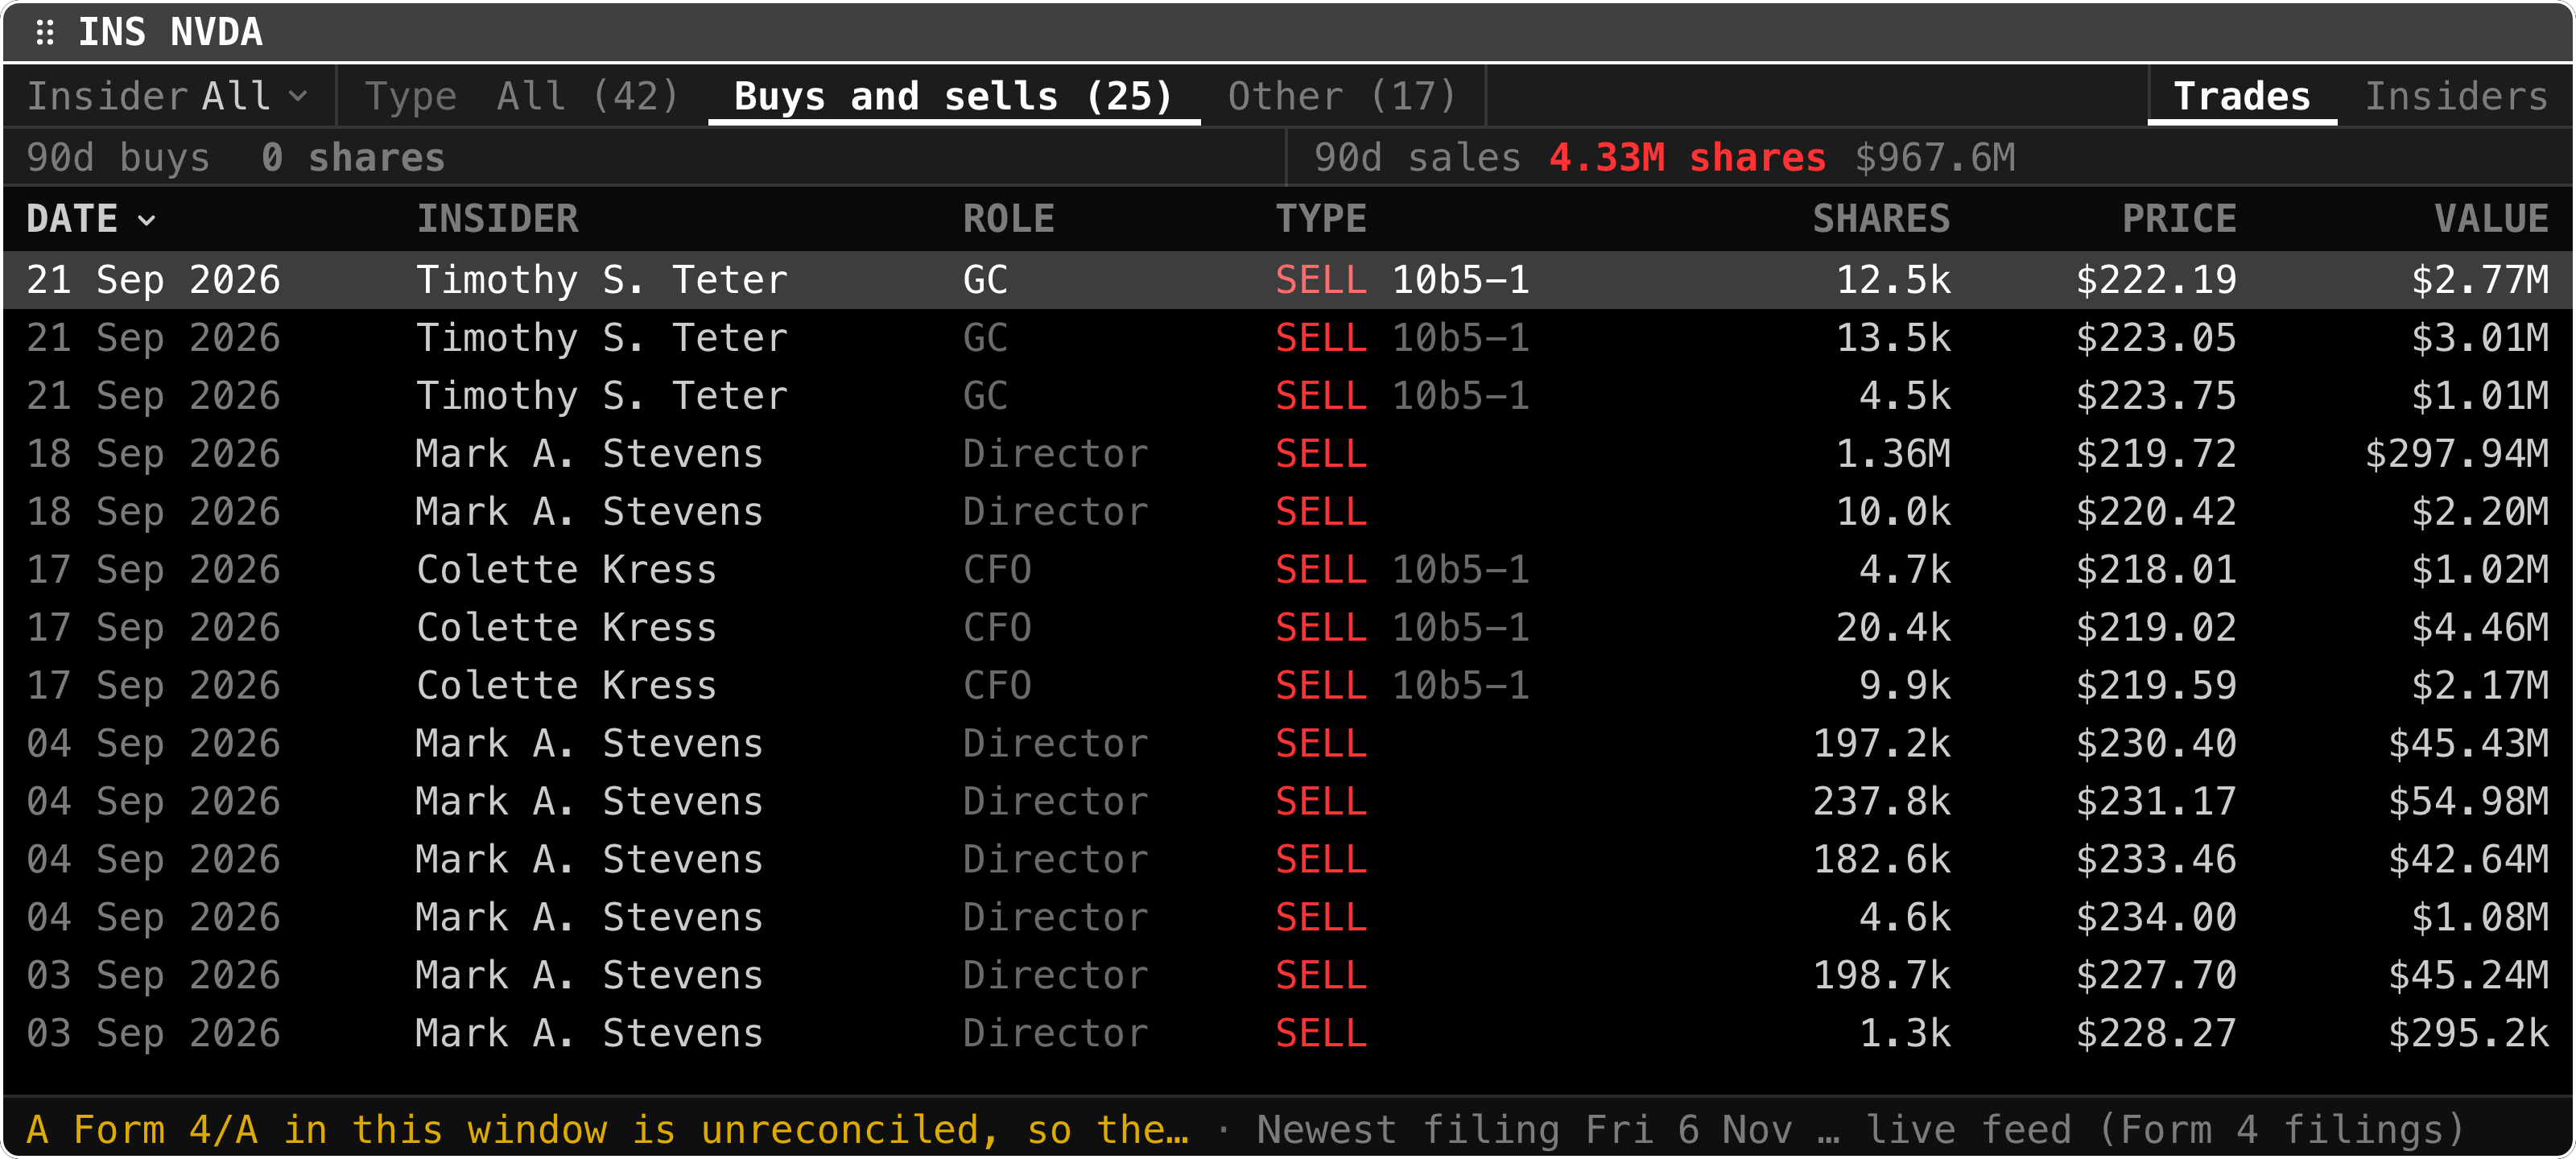 INS NVDA
Insider All Type All (42) Buys and sells (25) Other (17) Trades Insiders
90d buys 0 shares 90d sales 4.33M shares $967.6M
DATE INSIDER ROLE TYPE SHARES PRICE VALUE
21 Sep 2026 Timothy S. Teter GC SELL 10b5-1 12.5k $222.19 $2.77M
21 Sep 2026 Timothy S. Teter GC SELL 10b5-1 13.5k $223.05 $3.01M
21 Sep 2026 Timothy S. Teter GC SELL 10b5-1 4.5k $223.75 $1.01M
18 Sep 2026 Mark A. Stevens Director SELL 1.36M $219.72 $297.94M
18 Sep 2026 Mark A. Stevens Director SELL 10.0k $220.42 $2.20M
17 Sep 2026 Colette Kress CFO SELL 10b5-1 4.7k $218.01 $1.02M
17 Sep 2026 Colette Kress CFO SELL 10b5-1 20.4k $219.02 $4.46M
17 Sep 2026 Colette Kress CFO SELL 10b5-1 9.9k $219.59 $2.17M
04 Sep 2026 Mark A. Stevens Director SELL 197.2k $230.40 $45.43M
04 Sep 2026 Mark A. Stevens Director SELL 237.8k $231.17 $54.98M
04 Sep 2026 Mark A. Stevens Director SELL 182.6k $233.46 $42.64M
04 Sep 2026 Mark A. Stevens Director SELL 4.6k $234.00 $1.08M
03 Sep 2026 Mark A. Stevens Director SELL 198.7k $227.70 $45.24M
03 Sep 2026 Mark A. Stevens Director SELL 1.3k $228.27 $295.2k
A Form 4/A in this window is unreconciled, so the… · Newest filing Fri 6 Nov … live feed (Form 4 filings)